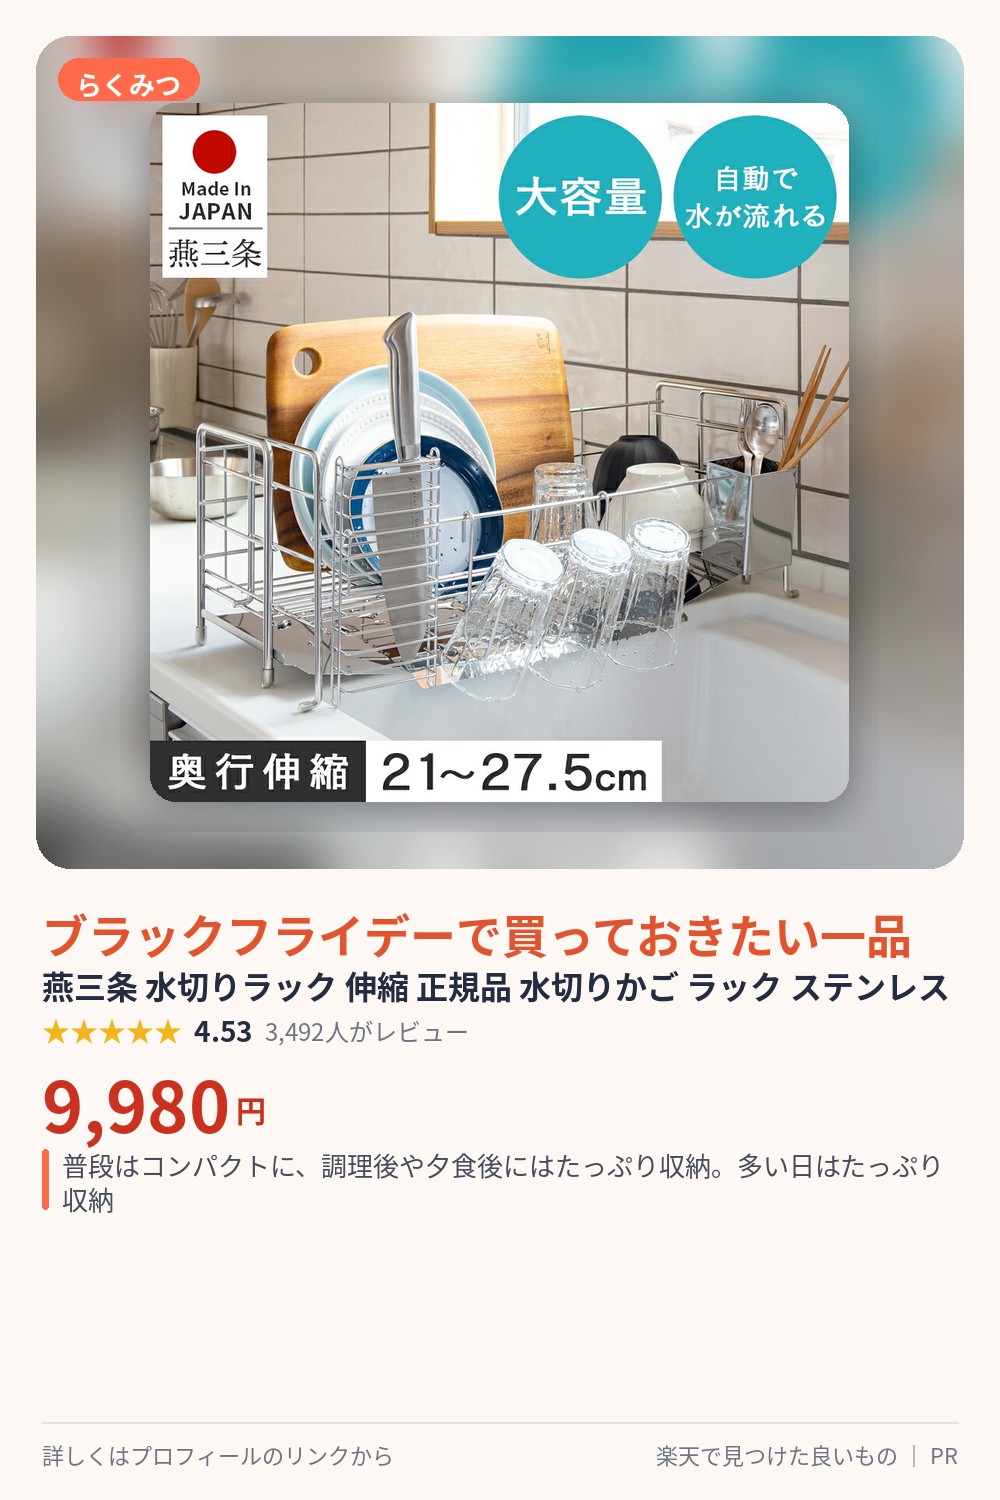 らくみつ
Made In
JAPAN
燕三条
大容量
自動で
水が流れる
奥行伸縮 21〜27.5cm
ブラックフライデーで買っておきたい一品
燕三条 水切りラック 伸縮 正規品 水切りかご ラック ステンレス
★★★★★ 4.53 3,492人がレビュー
9,980円
普段はコンパクトに、調理後や夕食後にはたっぷり収納。多い日はたっぷり
収納
詳しくはプロフィールのリンクから
楽天で見つけた良いもの｜PR